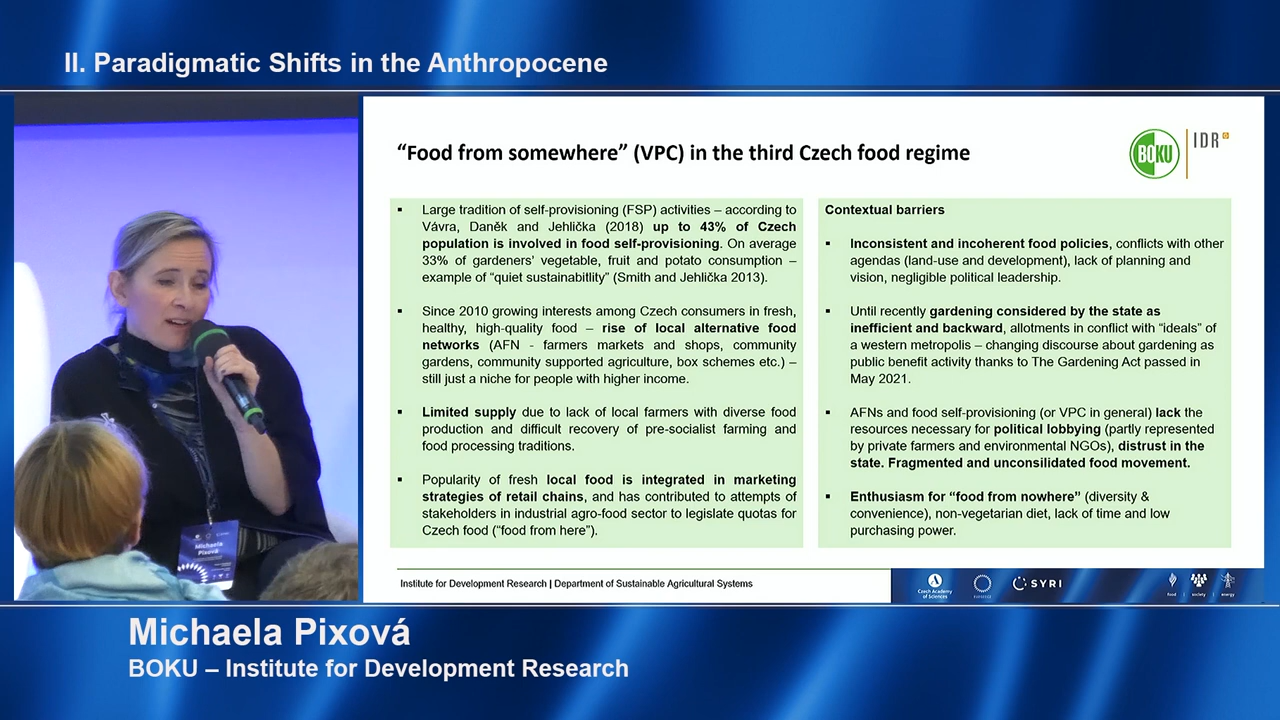 II. Paradigmatic Shifts in the Anthropocene
“Food from somewhere” (VPC) in the third Czech food regime
BOKU
IDR
▪ Large tradition of self-provisioning (FSP) activities – according to
Vávra, Daněk and Jehlička (2018) up to 43% of Czech
population is involved in food self-provisioning. On average
33% of gardeners’ vegetable, fruit and potato consumption –
example of “quiet sustainabitlity” (Smith and Jehlička 2013).
▪ Since 2010 growing interests among Czech consumers in fresh,
healthy, high-quality food – rise of local alternative food
networks (AFN - farmers markets and shops, community
gardens, community supported agriculture, box schemes etc.) –
still just a niche for people with higher income.
▪ Limited supply due to lack of local farmers with diverse food
production and difficult recovery of pre-socialist farming and
food processing traditions.
▪ Popularity of fresh local food is integrated in marketing
strategies of retail chains, and has contributed to attempts of
stakeholders in industrial agro-food sector to legislate quotas for
Czech food (“food from here”).
Contextual barriers
▪ Inconsistent and incoherent food policies, conflicts with other
agendas (land-use and development), lack of planning and
vision, negligible political leadership.
▪ Until recently gardening considered by the state as
inefficient and backward, allotments in conflict with “ideals” of
a western metropolis – changing discourse about gardening as
public benefit activity thanks to The Gardening Act passed in
May 2021.
▪ AFNs and food self-provisioning (or VPC in general) lack the
resources necessary for political lobbying (partly represented
by private farmers and environmental NGOs), distrust in the
state. Fragmented and unconsilidated food movement.
▪ Enthusiasm for “food from nowhere” (diversity &
convenience), non-vegetarian diet, lack of time and low
purchasing power.
Institute for Development Research | Department of Sustainable Agricultural Systems
Czech Academy
of Sciences
SYRI
food | society | energy
Michaela
Pixová
Michaela Pixová
BOKU – Institute for Development Research